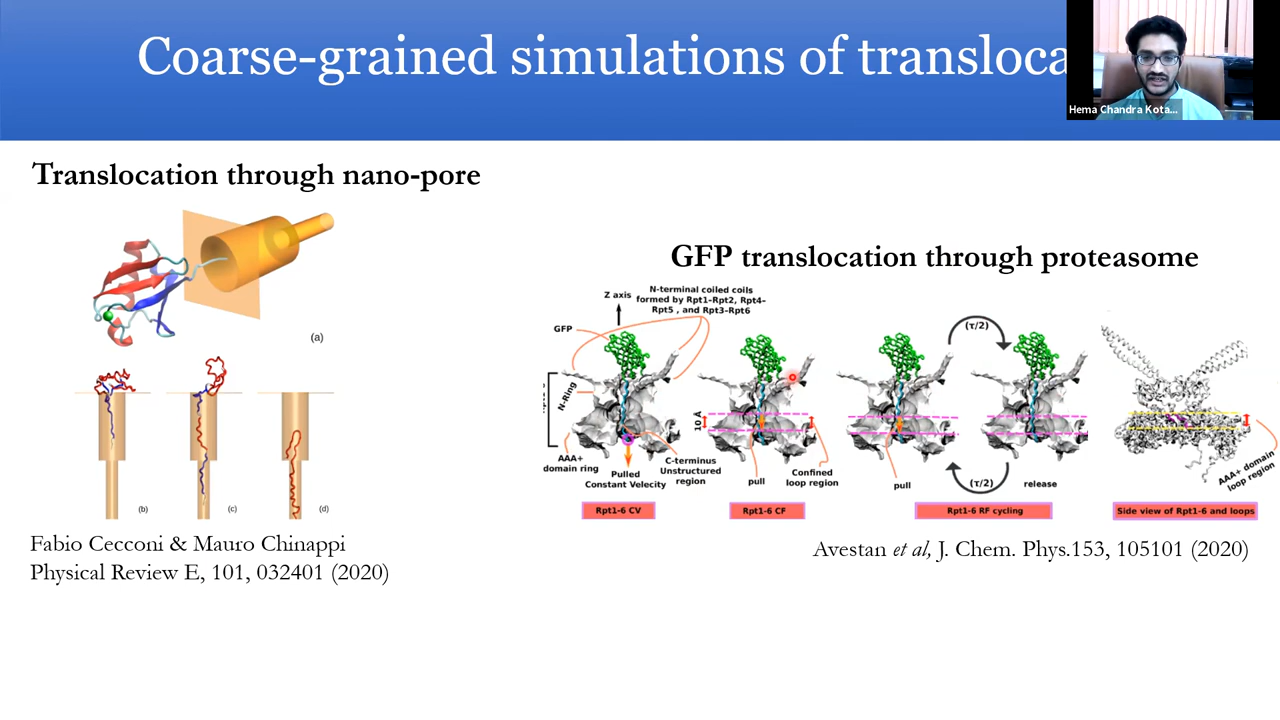 Coarse-grained simulations of transloca
Hema Chandra Kota...
Translocation through nano-pore
(a)
(b)
(c)
(d)
Fabio Cecconi & Mauro Chinappi
Physical Review E, 101, 032401 (2020)
GFP translocation through proteasome
Z axis
N-terminal coiled coils
formed by Rpt1–Rpt2, Rpt4–
Rpt5 , and Rpt3–Rpt6
GFP
N-Ring
AAA+
domain ring
Pulled
Constant Velecity
C-terminus
Unstructured
region
10 Å
pull
Confined
loop region
(τ/2)
pull
(τ/2)
release
AAA+ domain
loop region
Rpt1-6 CV
Rpt1-6 CF
Rpt1-6 RF cycling
Side view of Rpt1-6 and loops
Avestan et al, J. Chem. Phys.153, 105101 (2020)